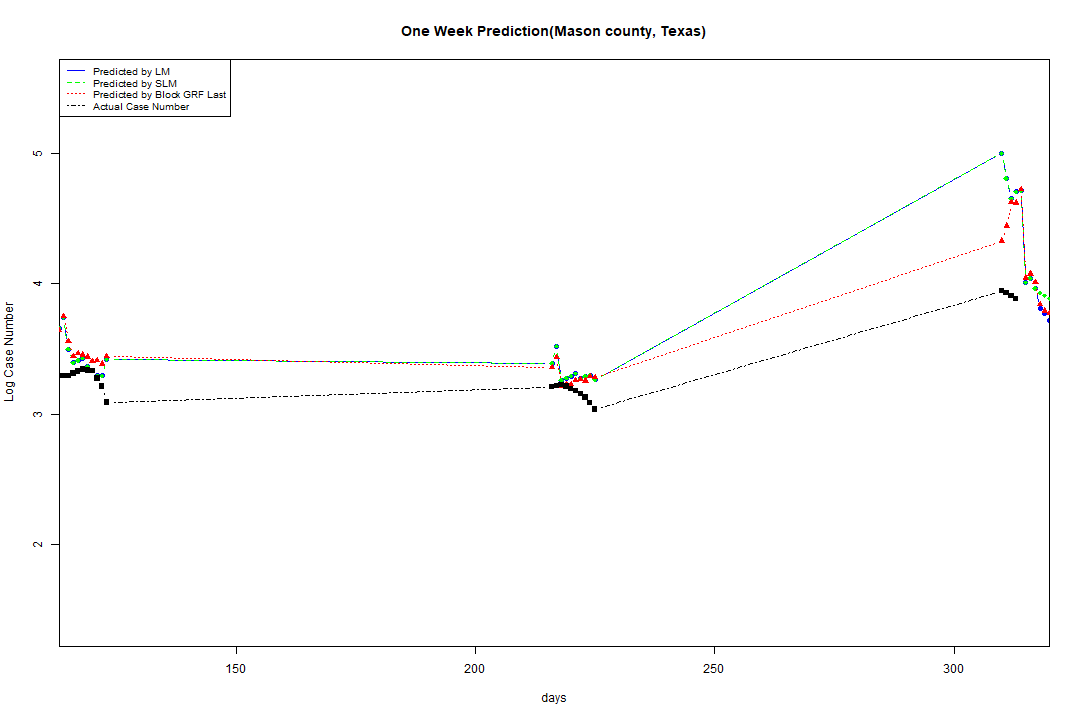 One Week Prediction(Mason county, Texas)
Predicted by LM
Predicted by SLM
Predicted by Block GRF Last
Actual Case Number
5
4
3
2
Log Case Number
150
200
250
300
days